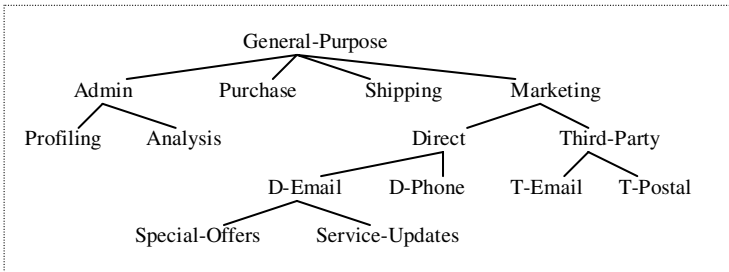 General-Purpose
Admin Purchase Shipping Marketing
Profiling Analysis Direct Third-Party
D-Email D-Phone T-Email T-Postal
Special-Offers Service-Updates